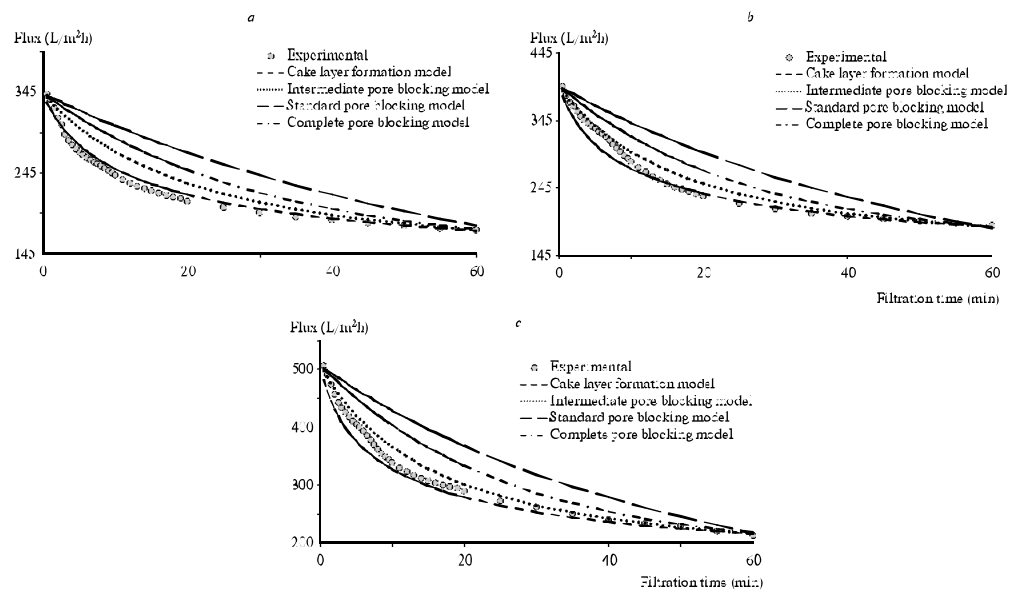 a
Flux (L/m²h)
Experimental
Cake layer formation model
Intermediate pore blocking model
Standard pore blocking model
Complete pore blocking model
345
245
145
0 20 40 60
b
Flux (L/m²h)
445
Experimental
Cake layer formation model
Intermediate pore blocking model
Standard pore blocking model
Complete pore blocking model
345
245
145
0 20 40 60
Filtration time (min)
c
Flux (L/m²h)
Experimental
500
Cake layer formation model
Intermediate pore blocking model
Standard pore blocking model
400
Complete pore blocking model
300
200
0 20 40 60
Filtration time (min)